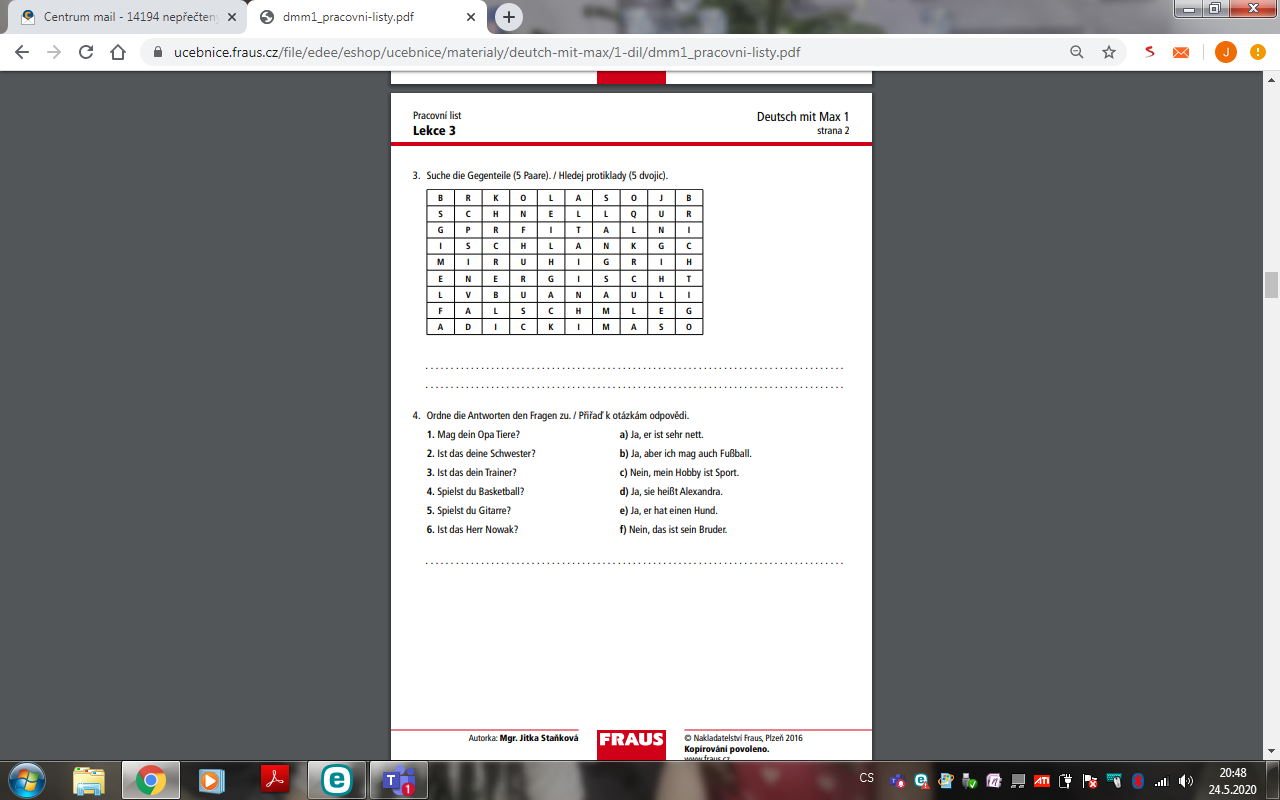 Centrum mail - 14194 nepřečteny
dmm1_pracovni-listy.pdf
ucebnice.fraus.cz/file/edee/eshop/ucebnice/materialy/deutch-mit-max/1-dil/dmm1_pracovni-listy.pdf
J
Pracovní list
Deutsch mit Max 1
Lekce 3
strana 2
3. Suche die Gegenteile (5 Paare). / Hledej protiklady (5 dvojic).
B R K O L A S O J B
S C H N E L L Q U R
G P R F I T A L N I
I S C H L A N K G C
M I R U H I G R I H
E N E R G I S C H T
L V B U A N A U L I
F A L S C H M L E G
A D I C K I M A S O
4. Ordne die Antworten den Fragen zu. / Přiřaď k otázkám odpovědi.
1. Mag dein Opa Tiere? a) Ja, er ist sehr nett.
2. Ist das deine Schwester? b) Ja, aber ich mag auch Fußball.
3. Ist das dein Trainer? c) Nein, mein Hobby ist Sport.
4. Spielst du Basketball? d) Ja, sie heißt Alexandra.
5. Spielst du Gitarre? e) Ja, er hat einen Hund.
6. Ist das Herr Nowak? f) Nein, das ist sein Bruder.
Autorka: Mgr. Jitka Staňková
FRAUS
© Nakladatelství Fraus, Plzeň 2016
Kopírování povoleno.
www.fraus.cz
CS
ATI
20:48
24.5.2020